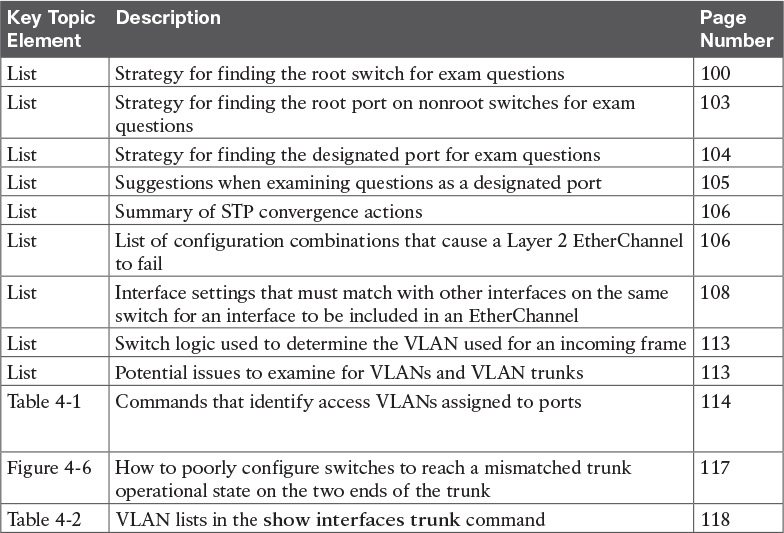 Key Topic Element Description Page Number
List Strategy for finding the root switch for exam questions 100
List Strategy for finding the root port on nonroot switches for exam questions 103
List Strategy for finding the designated port for exam questions 104
List Suggestions when examining questions as a designated port 105
List Summary of STP convergence actions 106
List List of configuration combinations that cause a Layer 2 EtherChannel to fail 106
List Interface settings that must match with other interfaces on the same switch for an interface to be included in an EtherChannel 108
List Switch logic used to determine the VLAN used for an incoming frame 113
List Potential issues to examine for VLANs and VLAN trunks 113
Table 4-1 Commands that identify access VLANs assigned to ports 114
Figure 4-6 How to poorly configure switches to reach a mismatched trunk operational state on the two ends of the trunk 117
Table 4-2 VLAN lists in the show interfaces trunk command 118